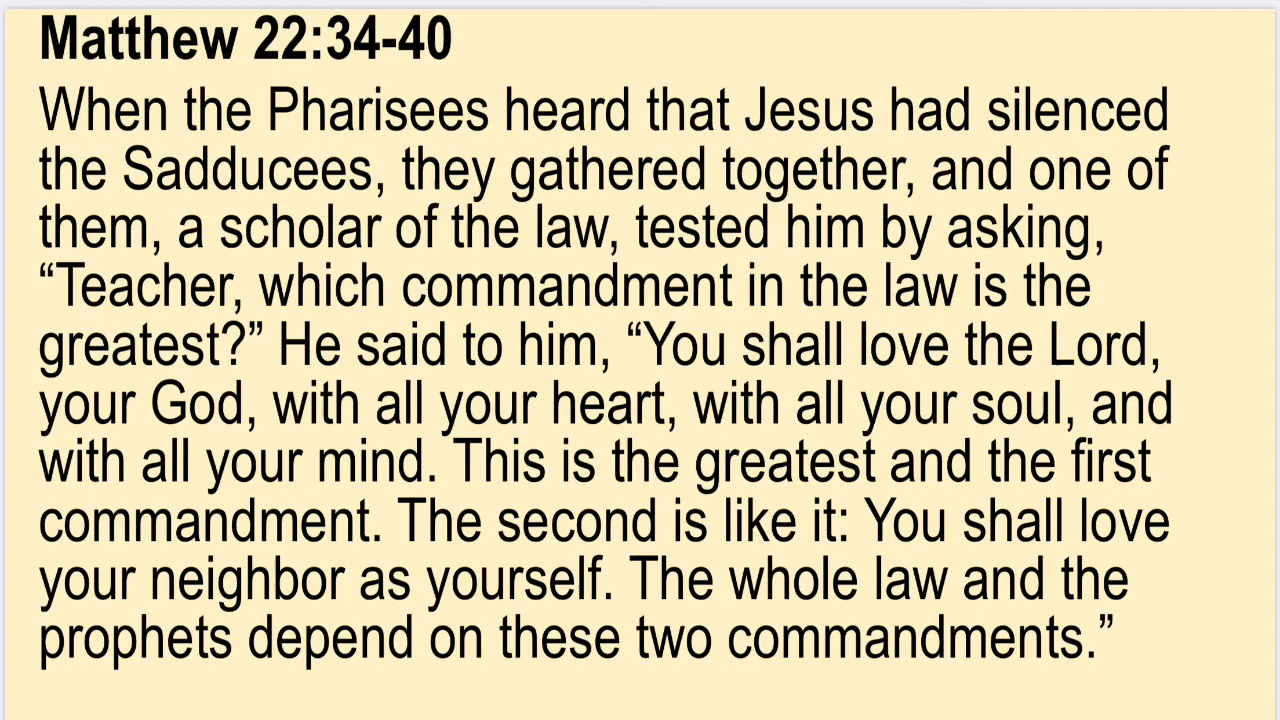 Matthew 22:34-40
When the Pharisees heard that Jesus had silenced
the Sadducees, they gathered together, and one of
them, a scholar of the law, tested him by asking,
“Teacher, which commandment in the law is the
greatest?” He said to him, “You shall love the Lord,
your God, with all your heart, with all your soul, and
with all your mind. This is the greatest and the first
commandment. The second is like it: You shall love
your neighbor as yourself. The whole law and the
prophets depend on these two commandments.”